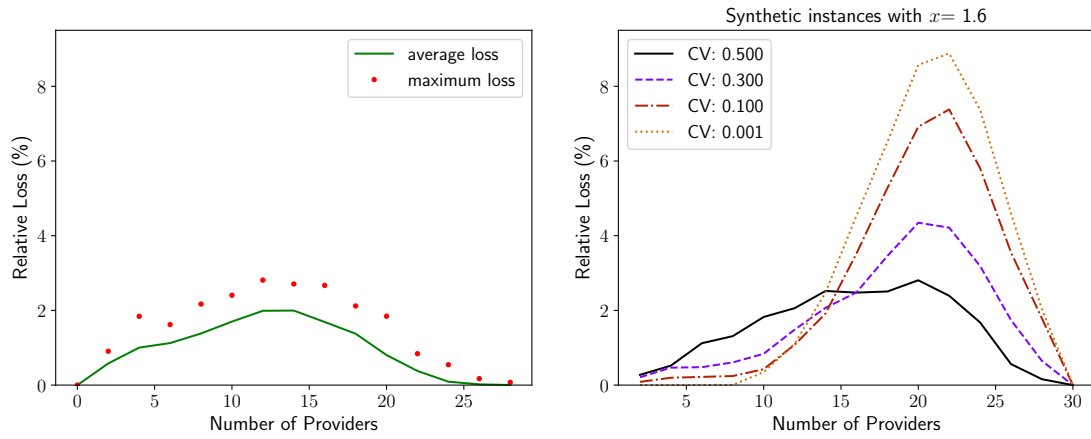 average loss
maximum loss
8
6
4
2
0
0
5
10
15
20
25
Relative Loss (%)
Number of Providers
Synthetic instances with x= 1.6
CV: 0.500
CV: 0.300
CV: 0.100
CV: 0.001
8
6
4
2
0
5
10
15
20
25
30
Relative Loss (%)
Number of Providers